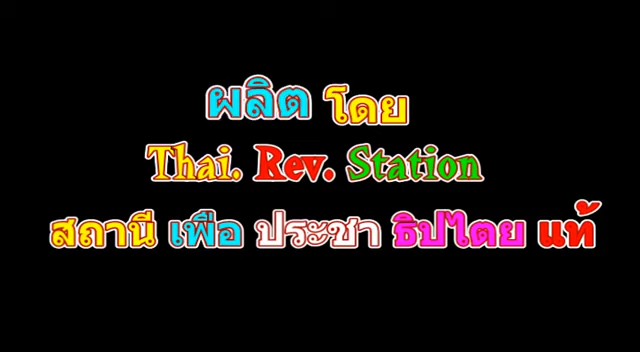 ผลิต โดย
Thai. Rev. Station
สถานี เพื่อ ประชา ธิปไตย แท้